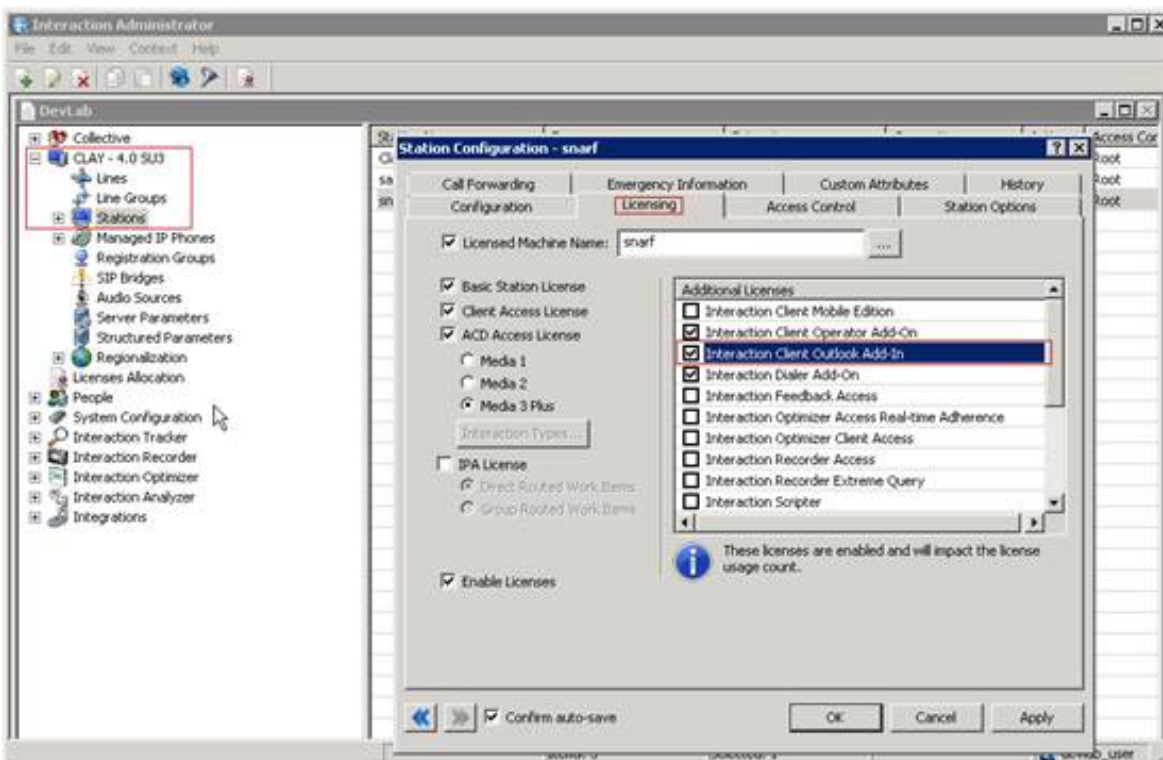 Interaction Administrator
File Edit View Context Help
DevLab
Collective
CLAY - 4.0 SU3
Lines
Line Groups
Stations
Managed IP Phones
Registration Groups
SIP Bridges
Audio Sources
Server Parameters
Structured Parameters
Regionalization
Licenses Allocation
People
System Configuration
Interaction Tracker
Interaction Recorder
Interaction Optimizer
Interaction Analyzer
Integrations
Access Cor
Root
Root
Root
Station Configuration - snarf
Call Forwarding Emergency Information Custom Attributes History
Configuration Licensing Access Control Station Options
Licensed Machine Name: snarf ...
Basic Station License
Client Access License
ACD Access License
Media 1
Media 2
Media 3 Plus
Interaction Types...
IPA License
Direct Routed Work Items
Group Routed Work Items
Enable Licenses
Additional Licenses
Interaction Client Mobile Edition
Interaction Client Operator Add-On
Interaction Client Outlook Add-In
Interaction Dialer Add-On
Interaction Feedback Access
Interaction Optimizer Access Real-time Adherence
Interaction Optimizer Client Access
Interaction Recorder Access
Interaction Recorder Extreme Query
Interaction Scripter
These licenses are enabled and will impact the license
usage count.
Confirm auto-save OK Cancel Apply
devlab_user